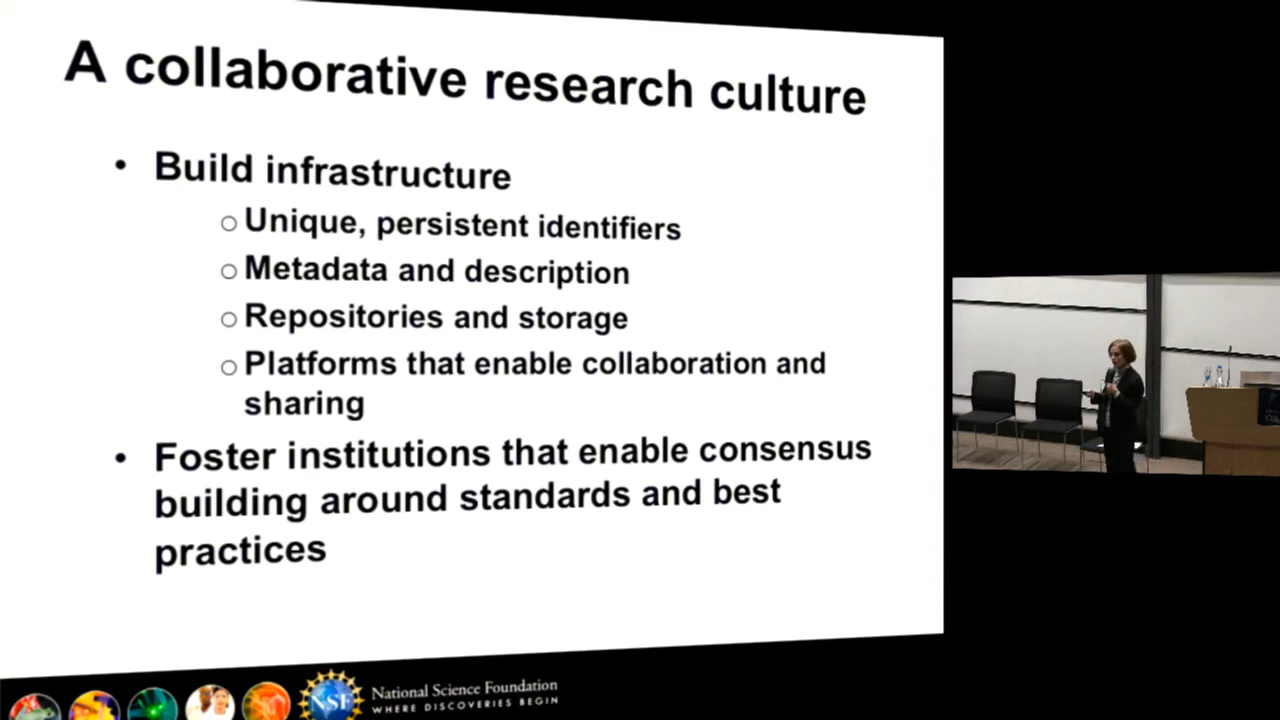 A collaborative research culture
• Build infrastructure
○ Unique, persistent identifiers
○ Metadata and description
○ Repositories and storage
○ Platforms that enable collaboration and
sharing
• Foster institutions that enable consensus
building around standards and best
practices
NSF
National Science Foundation
WHERE DISCOVERIES BEGIN